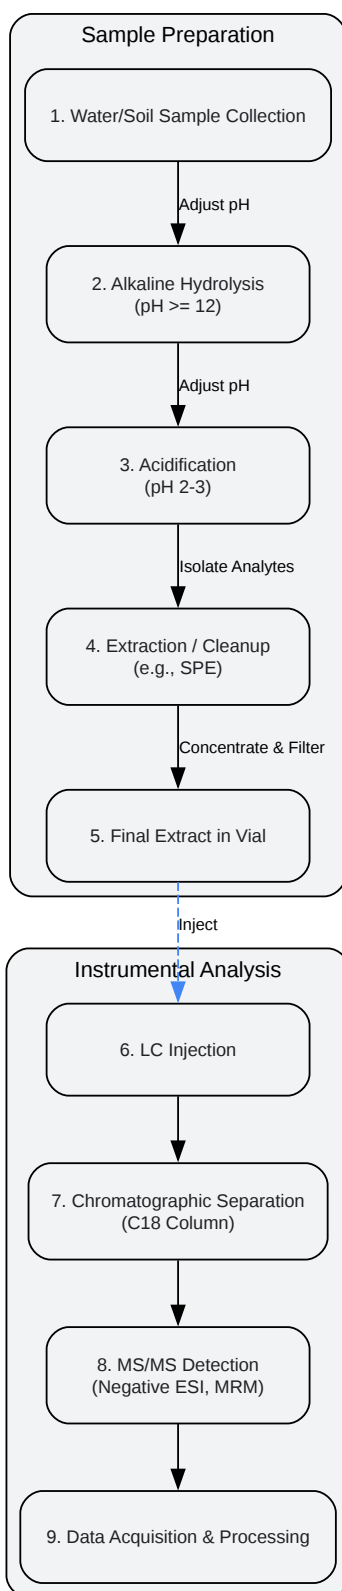 Sample Preparation
1. Water/Soil Sample Collection
Adjust pH
2. Alkaline Hydrolysis
(pH >= 12)
Adjust pH
3. Acidification
(pH 2-3)
Isolate Analytes
4. Extraction / Cleanup
(e.g., SPE)
Concentrate & Filter
5. Final Extract in Vial
Inject
Instrumental Analysis
6. LC Injection
7. Chromatographic Separation
(C18 Column)
8. MS/MS Detection
(Negative ESI, MRM)
9. Data Acquisition & Processing